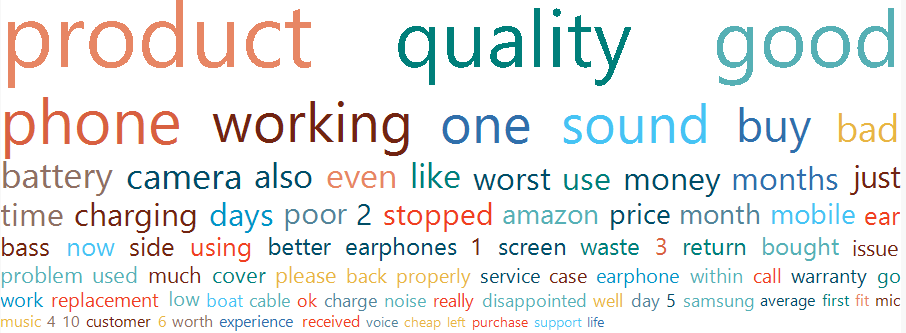 product quality good
phone working one sound buy bad
battery camera also even like worst use money months just
time charging days poor 2 stopped amazon price month mobile ear
bass now side using better earphones 1 screen waste 3 return bought issue
problem used much cover please back properly service case earphone within call warranty go
work replacement low boat cable ok charge noise really disappointed well day 5 samsung average first fit mic
music 4 10 customer 6 worth experience received voice cheap left purchase support life